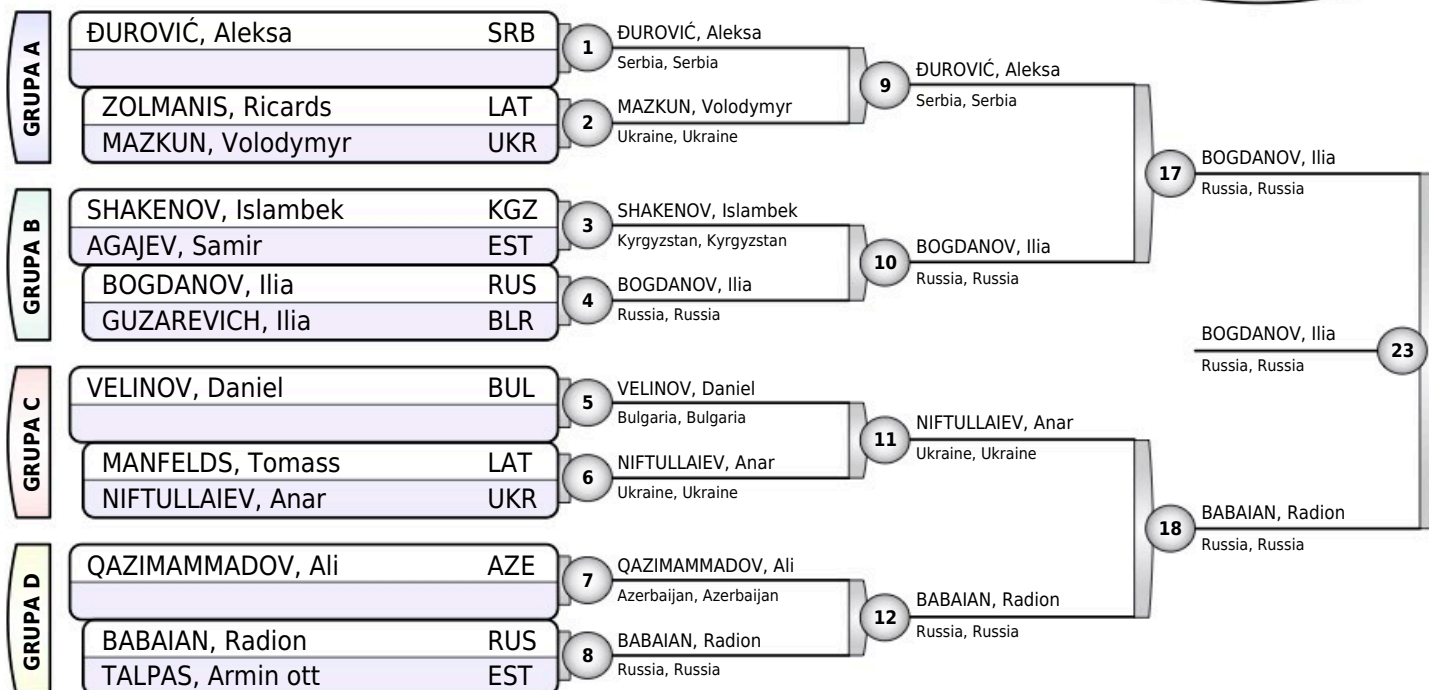 GRUPA A
ĐUROVIĆ, Aleksa SRB
ZOLMANIS, Ricards LAT
MAZKUN, Volodymyr UKR
GRUPA B
SHAKENOV, Islambek KGZ
AGAJEV, Samir EST
BOGDANOV, Ilia RUS
GUZAREVICH, Ilia BLR
GRUPA C
VELINOV, Daniel BUL
MANFELDS, Tomass LAT
NIFTULLAIEV, Anar UKR
GRUPA D
QAZIMAMMADOV, Ali AZE
BABAIAN, Radion RUS
TALPAS, Armin ott EST
1
ĐUROVIĆ, Aleksa
Serbia, Serbia
2
MAZKUN, Volodymyr
Ukraine, Ukraine
3
SHAKENOV, Islambek
Kyrgyzstan, Kyrgyzstan
4
BOGDANOV, Ilia
Russia, Russia
5
VELINOV, Daniel
Bulgaria, Bulgaria
6
NIFTULLAIEV, Anar
Ukraine, Ukraine
7
QAZIMAMMADOV, Ali
Azerbaijan, Azerbaijan
8
BABAIAN, Radion
Russia, Russia
9
ĐUROVIĆ, Aleksa
Serbia, Serbia
10
BOGDANOV, Ilia
Russia, Russia
11
NIFTULLAIEV, Anar
Ukraine, Ukraine
12
BABAIAN, Radion
Russia, Russia
17
BOGDANOV, Ilia
Russia, Russia
18
BABAIAN, Radion
Russia, Russia
BOGDANOV, Ilia
Russia, Russia
23